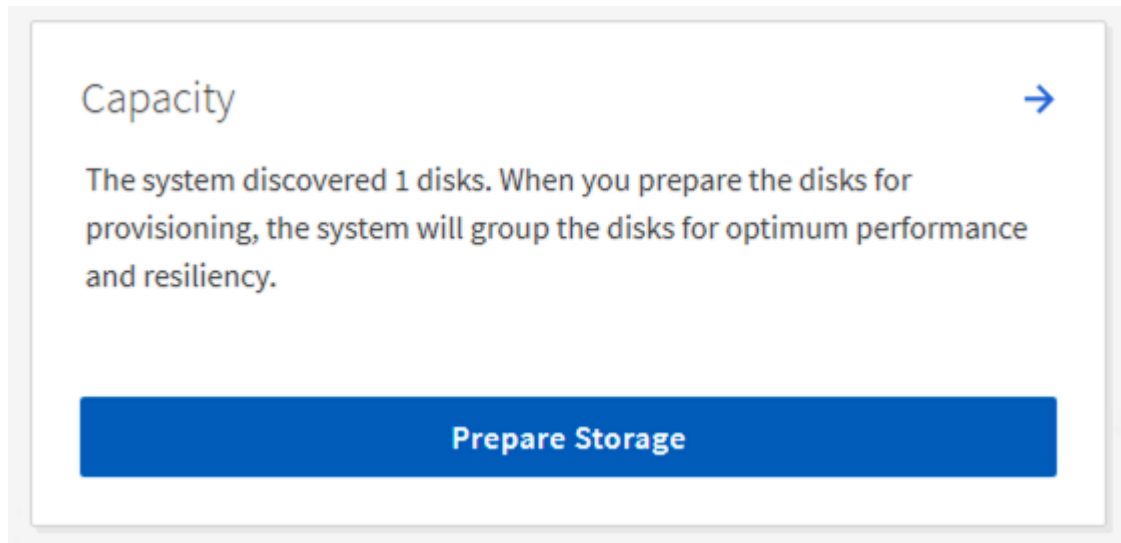 Capacity
The system discovered 1 disks. When you prepare the disks for
provisioning, the system will group the disks for optimum performance
and resiliency.
Prepare Storage